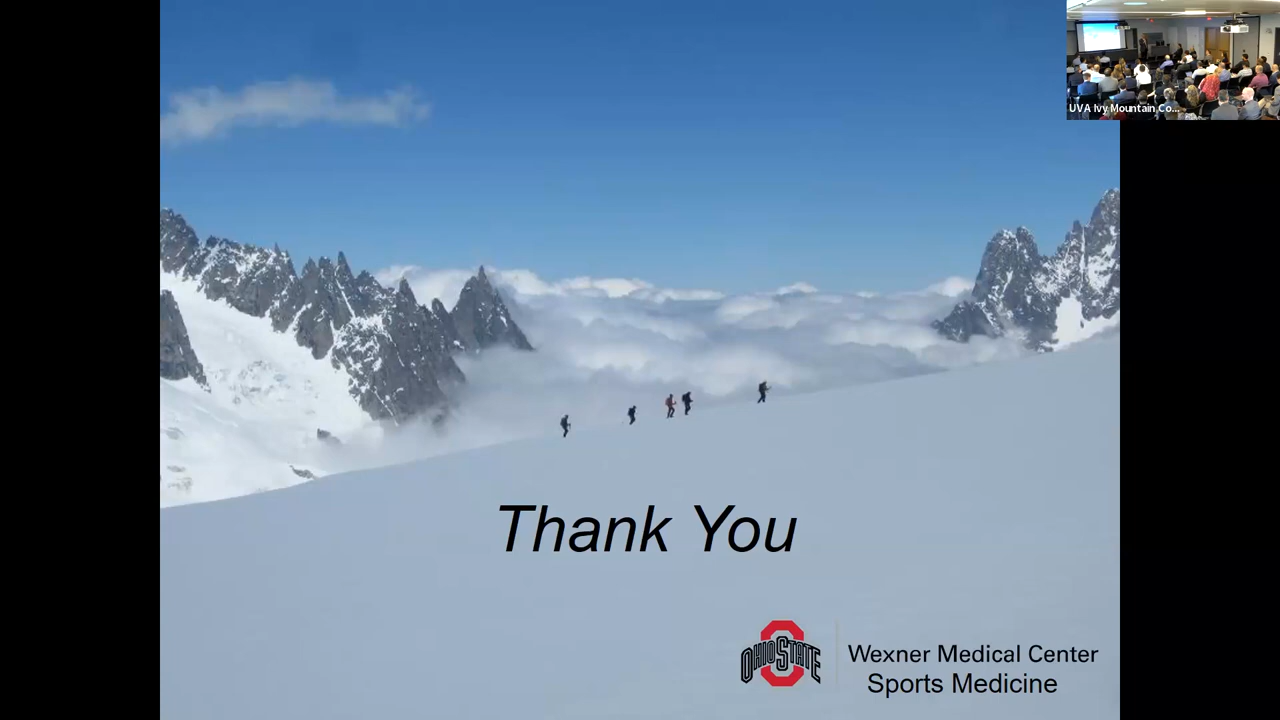 UVA Ivy Mountain Co...
Thank You
OHIO STATE
Wexner Medical Center
Sports Medicine